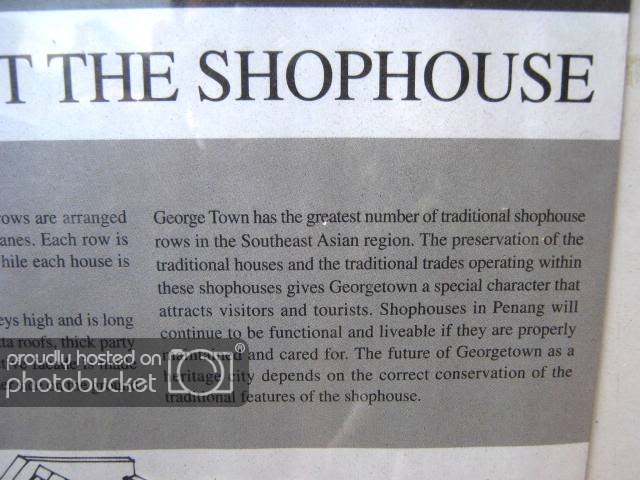 T THE SHOPHOUSE
rows are arranged
anes. Each row is
hile each house is
eys high and is long
tta roofs, thick party
George Town has the greatest number of traditional shophouse
rows in the Southeast Asian region. The preservation of the
traditional houses and the traditional trades operating within
these shophouses gives Georgetown a special character that
attracts visitors and tourists. Shophouses in Penang will
continue to be functional and liveable if they are properly
maintained and cared for. The future of Georgetown as a
heritage city depends on the correct conservation of the
traditional features of the shophouse.
proudly hosted on
photobucket®